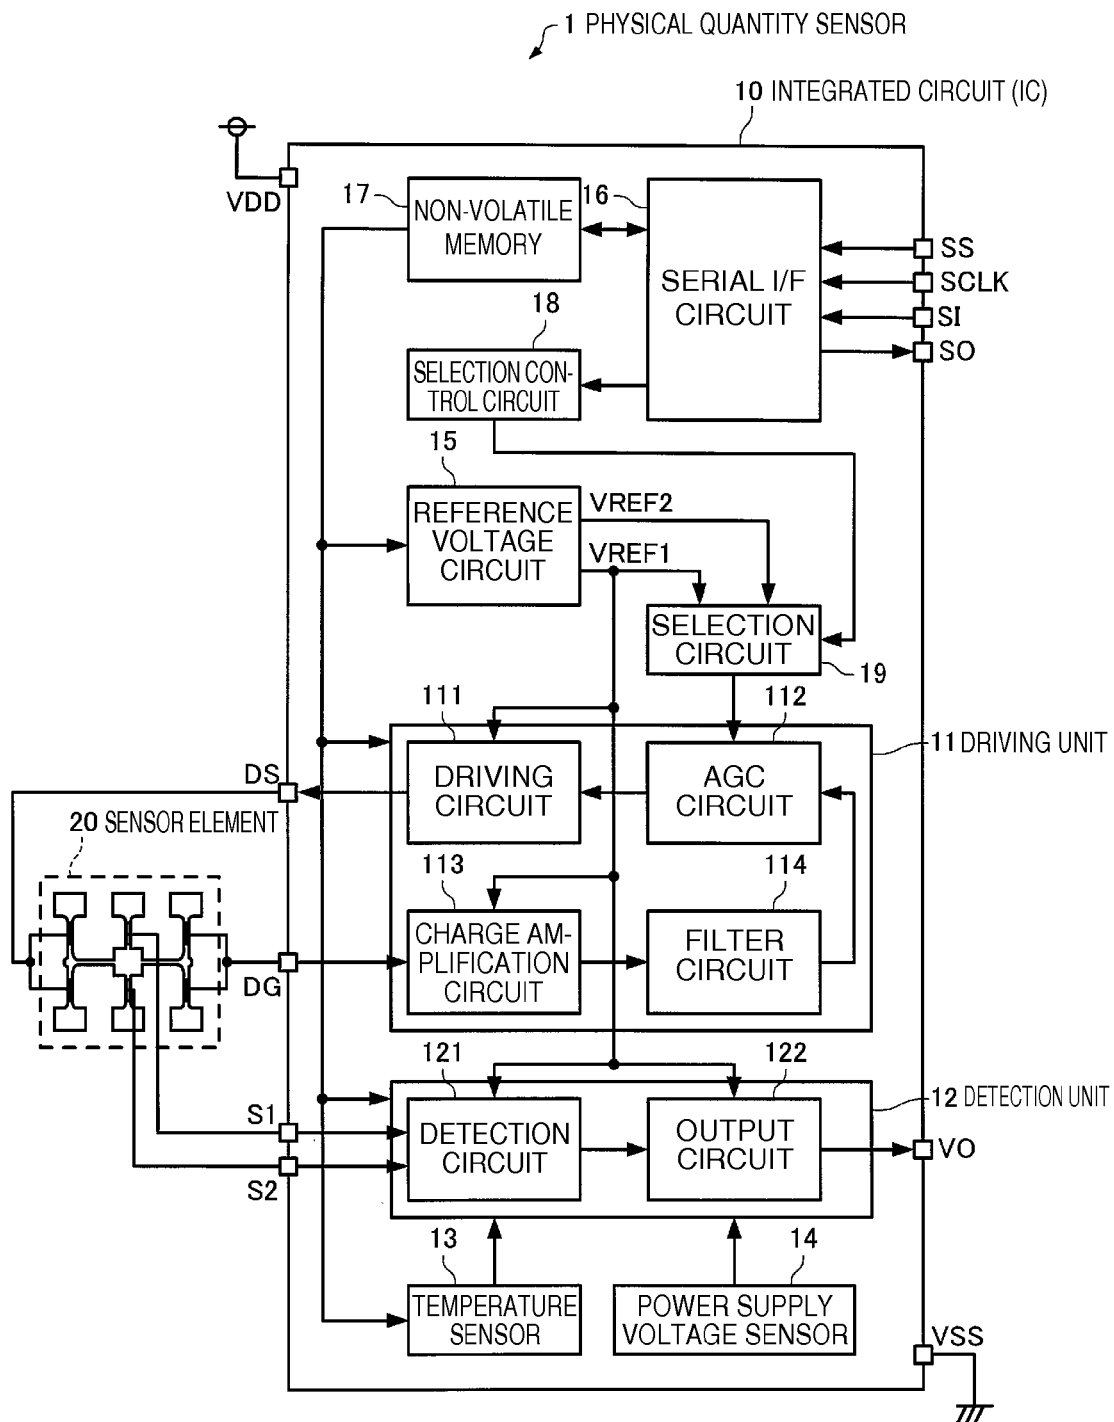 1 PHYSICAL QUANTITY SENSOR
10 INTEGRATED CIRCUIT (IC)
VDD
17
NON-VOLATILE
MEMORY
16
SERIAL I/F
CIRCUIT
SS
SCLK
SI
SO
18
SELECTION CON-
TROL CIRCUIT
15
REFERENCE
VOLTAGE
CIRCUIT
VREF2
VREF1
SELECTION
CIRCUIT
19
111
DRIVING
CIRCUIT
112
AGC
CIRCUIT
11 DRIVING UNIT
DS
20 SENSOR ELEMENT
113
CHARGE AM-
PLIFICATION
CIRCUIT
114
FILTER
CIRCUIT
DG
121
DETECTION
CIRCUIT
122
OUTPUT
CIRCUIT
12 DETECTION UNIT
S1
S2
VO
13
TEMPERATURE
SENSOR
14
POWER SUPPLY
VOLTAGE SENSOR
VSS